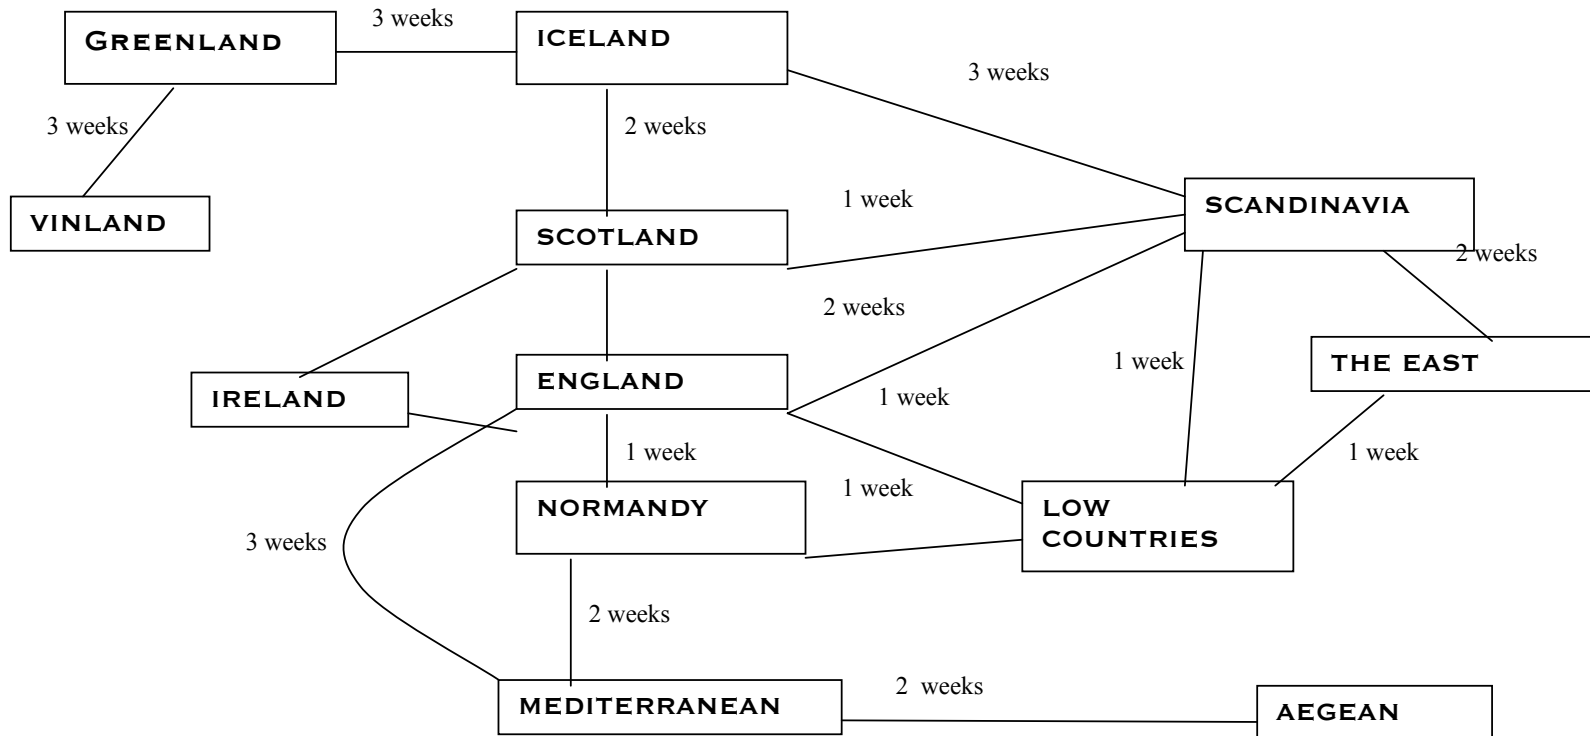 3 weeks
GREENLAND
ICELAND
3 weeks
3 weeks
2 weeks
1 week
SCANDINAVIA
VINLAND
SCOTLAND
2 weeks
2 weeks
1 week
THE EAST
ENGLAND
IRELAND
1 week
1 week
1 week
1 week
NORMANDY
LOW
COUNTRIES
3 weeks
2 weeks
2 weeks
MEDITERRANEAN
AEGEAN